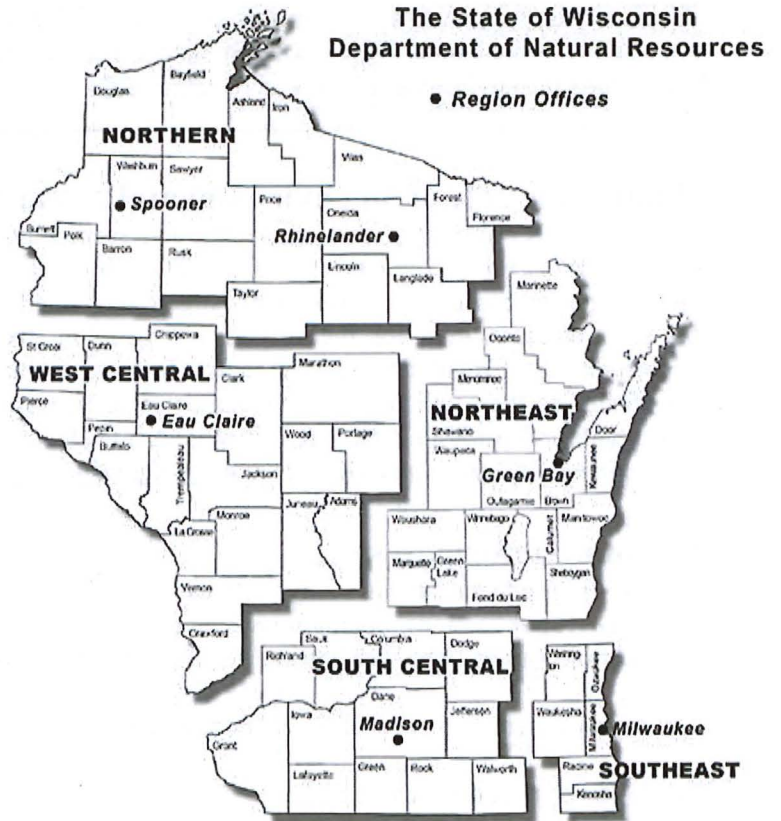 The State of Wisconsin
Department of Natural Resources
Region Offices
Bayfield
Douglas
Ashland
Iron
NORTHERN
Vilas
Washburn
Sawyer
Price
Forest
Spooner
Oneida
Florence
Burnett
Polk
Rhinelander
Barron
Rusk
Lincoln
Langlade
Taylor
Marinette
Chippewa
Oconto
St Croix
Dunn
Marathon
WEST CENTRAL
Clark
Menominee
Pierce
Eau Claire
NORTHEAST
Eau Claire
Pepin
Wood
Portage
Shawano
Door
Buffalo
Waupaca
Kewaunee
Trempealeau
Jackson
Green Bay
Juneau
Adams
Outagamie
Brown
Monroe
Waushara
Winnebago
Calumet
Manitowoc
La Crosse
Marquette
Green
Lake
Sheboygan
Vernon
Fond du Lac
Crawford
Sauk
Columbia
Dodge
Richland
Washing-
ton
Ozaukee
SOUTH CENTRAL
Dane
Iowa
Jefferson
Waukesha
Milwaukee
Madison
Milwaukee
Grant
Green
Rock
Walworth
Racine
SOUTHEAST
Lafayette
Kenosha